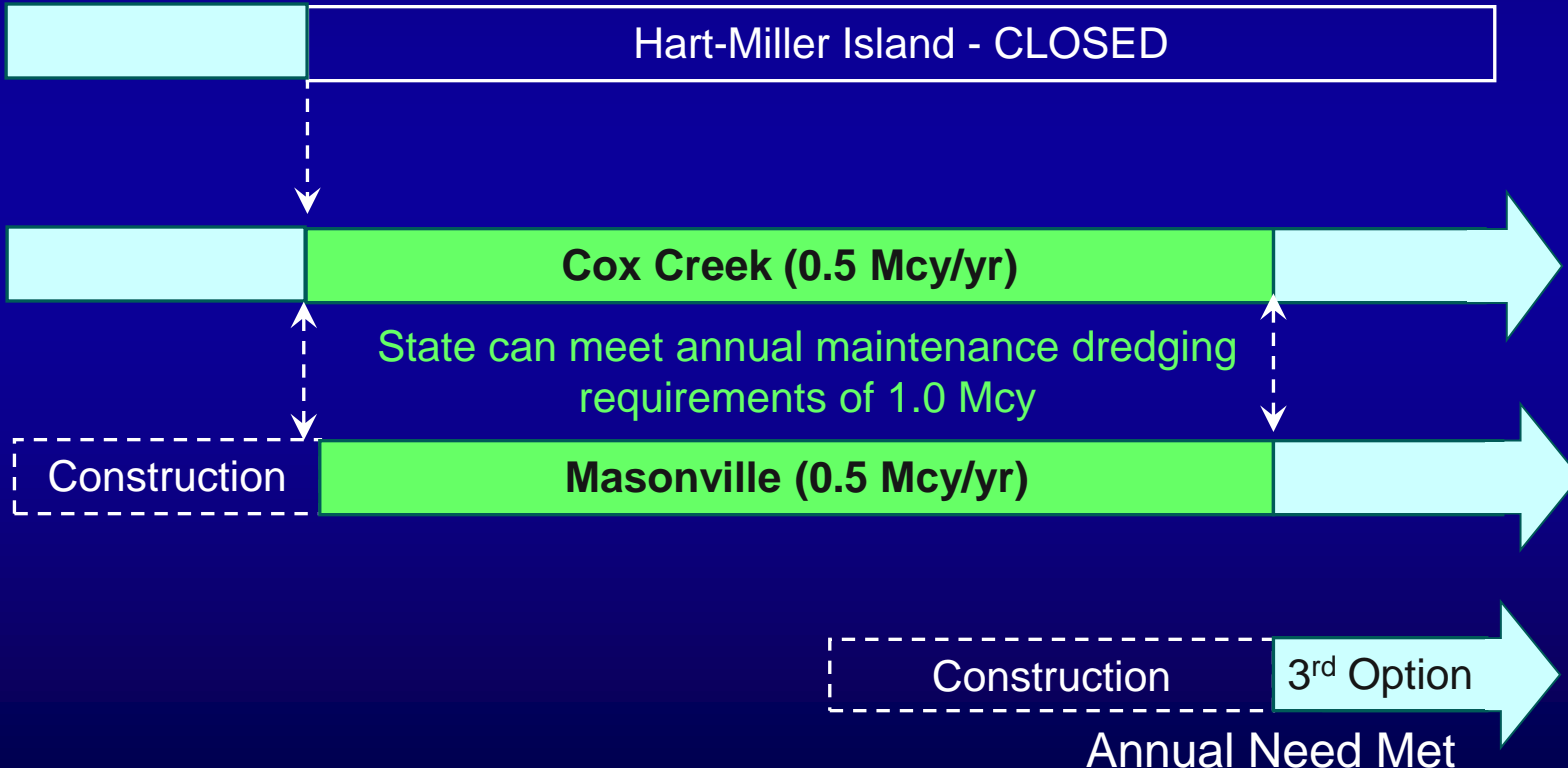 Hart-Miller Island - CLOSED
Cox Creek (0.5 Mcy/yr)
State can meet annual maintenance dredging
requirements of 1.0 Mcy
Construction
Masonville (0.5 Mcy/yr)
Construction
3rd Option
Annual Need Met